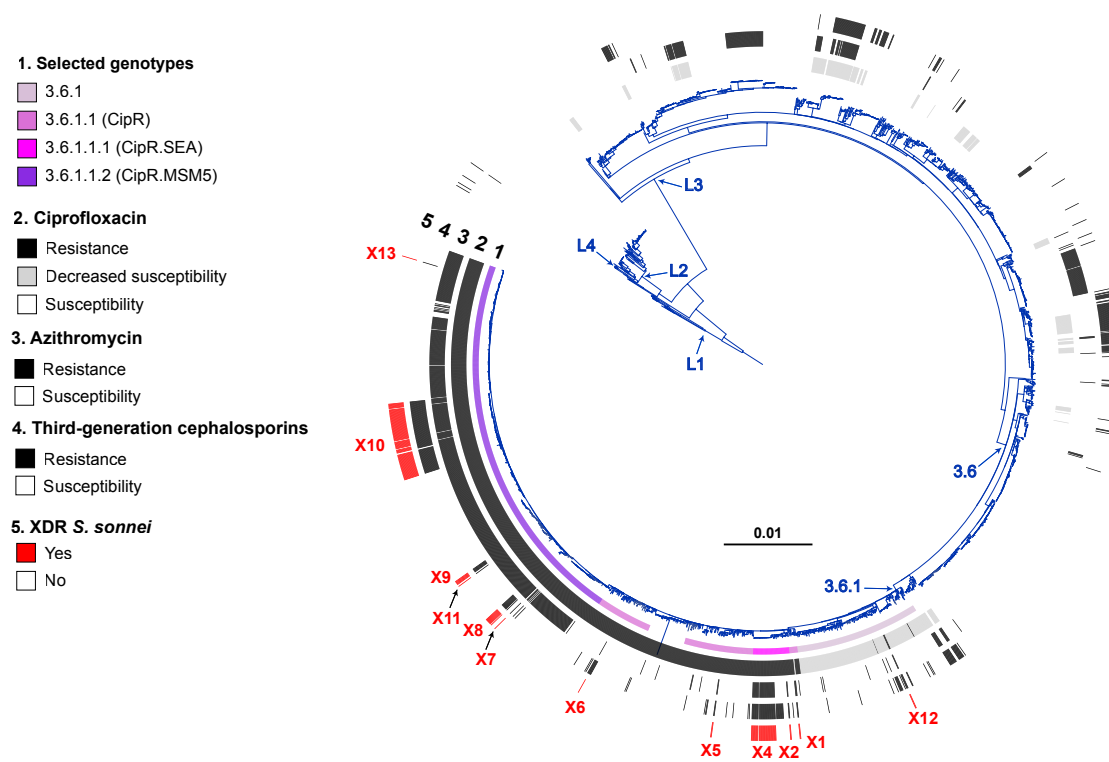 1. Selected genotypes
3.6.1
3.6.1.1 (CipR)
3.6.1.1.1 (CipR.SEA)
3.6.1.1.2 (CipR.MSM5)
2. Ciprofloxacin
Resistance
Decreased susceptibility
Susceptibility
3. Azithromycin
Resistance
Susceptibility
4. Third-generation cephalosporins
Resistance
Susceptibility
5. XDR S. sonnei
Yes
No
L3
L4
L2
L1
5 4 3 2 1
X13
X10
3.6
0.01
3.6.1
X9
X11
X8
X7
X6
X5
X4
X2
X1
X12